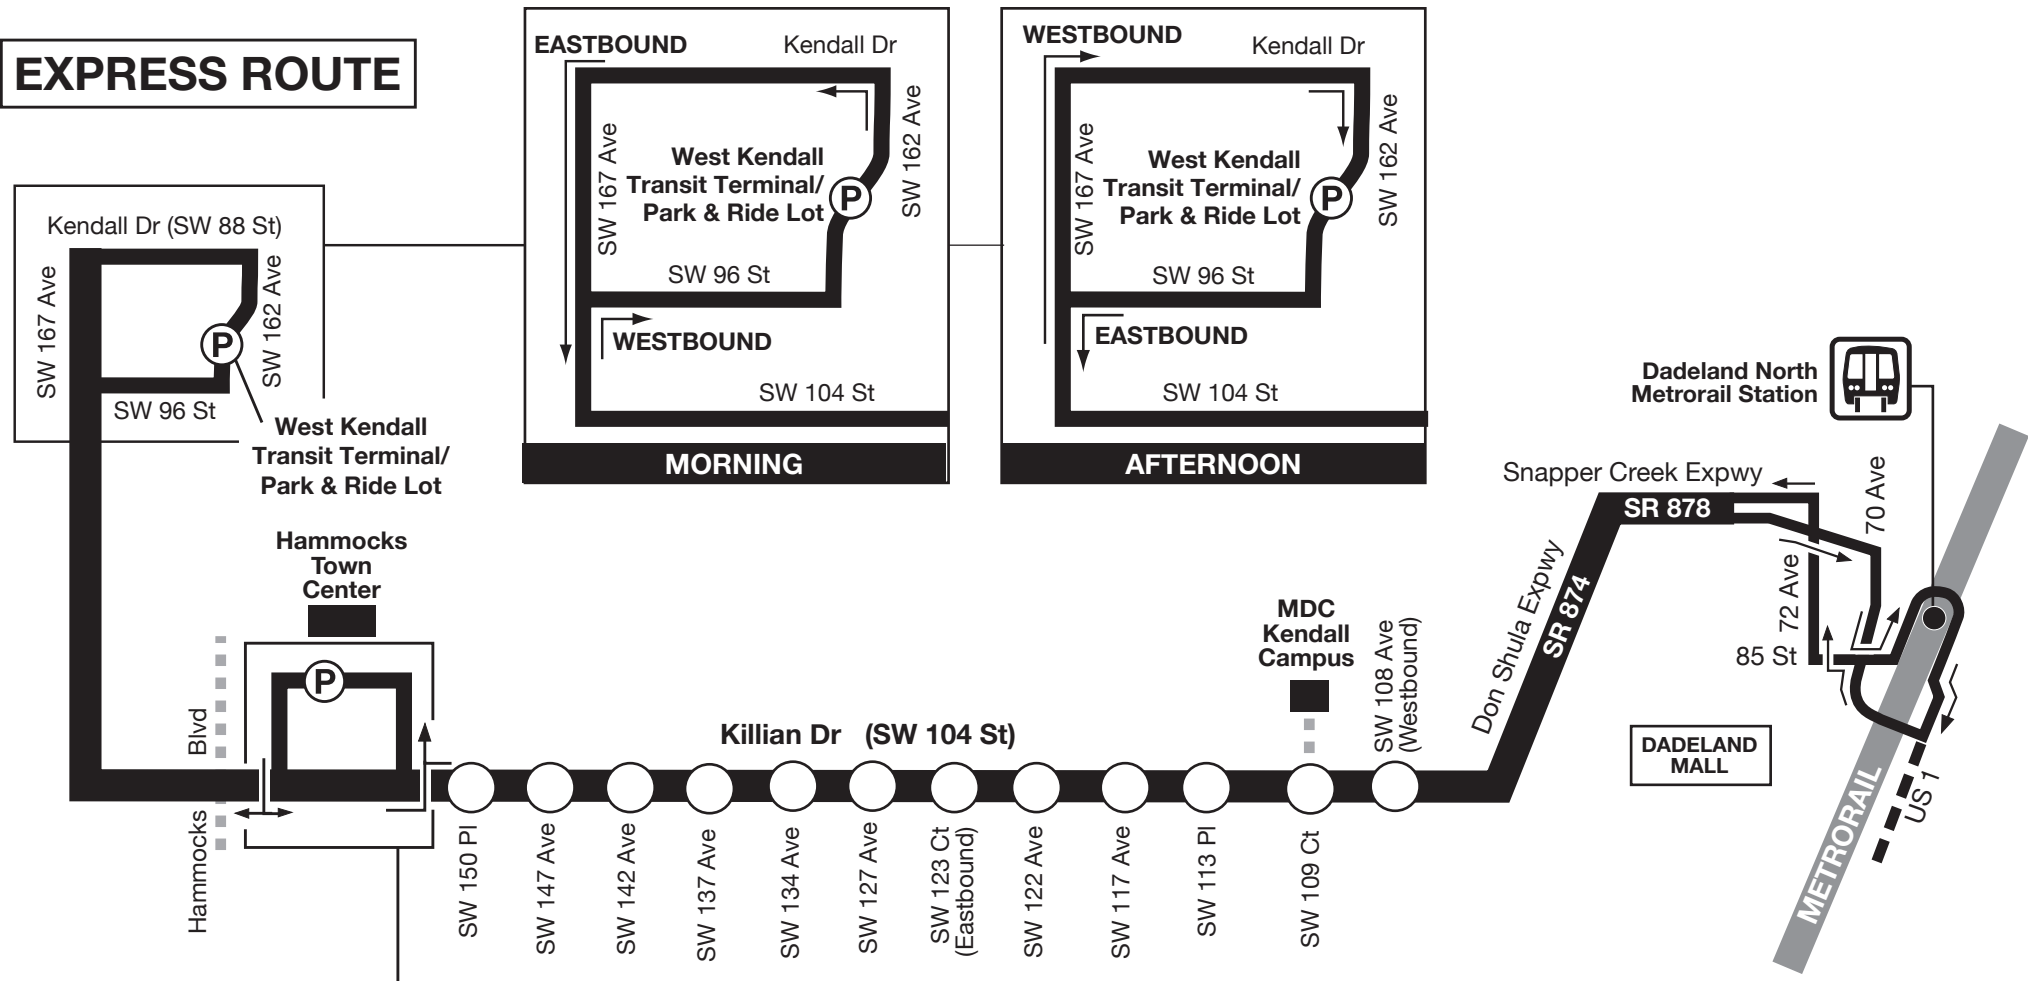 EXPRESS ROUTE
Kendall Dr (SW 88 St)
SW 167 Ave
SW 162 Ave
P
SW 96 St
West Kendall
Transit Terminal/
Park & Ride Lot
EASTBOUND
Kendall Dr
SW 167 Ave
SW 162 Ave
West Kendall
Transit Terminal/
Park & Ride Lot
P
SW 96 St
WESTBOUND
SW 104 St
MORNING
WESTBOUND
Kendall Dr
SW 167 Ave
SW 162 Ave
West Kendall
Transit Terminal/
Park & Ride Lot
P
SW 96 St
EASTBOUND
SW 104 St
AFTERNOON
Hammocks
Town
Center
P
Hammocks Blvd
Killian Dr (SW 104 St)
SW 150 Pl
SW 147 Ave
SW 142 Ave
SW 137 Ave
SW 134 Ave
SW 127 Ave
SW 123 Ct
(Eastbound)
SW 122 Ave
SW 117 Ave
SW 113 Pl
SW 109 Ct
MDC
Kendall
Campus
SW 108 Ave
(Westbound)
Don Shula Expwy
SR 874
Snapper Creek Expwy
SR 878
Dadeland North
Metrorail Station
70 Ave
72 Ave
85 St
DADELAND
MALL
METRORAIL
US 1